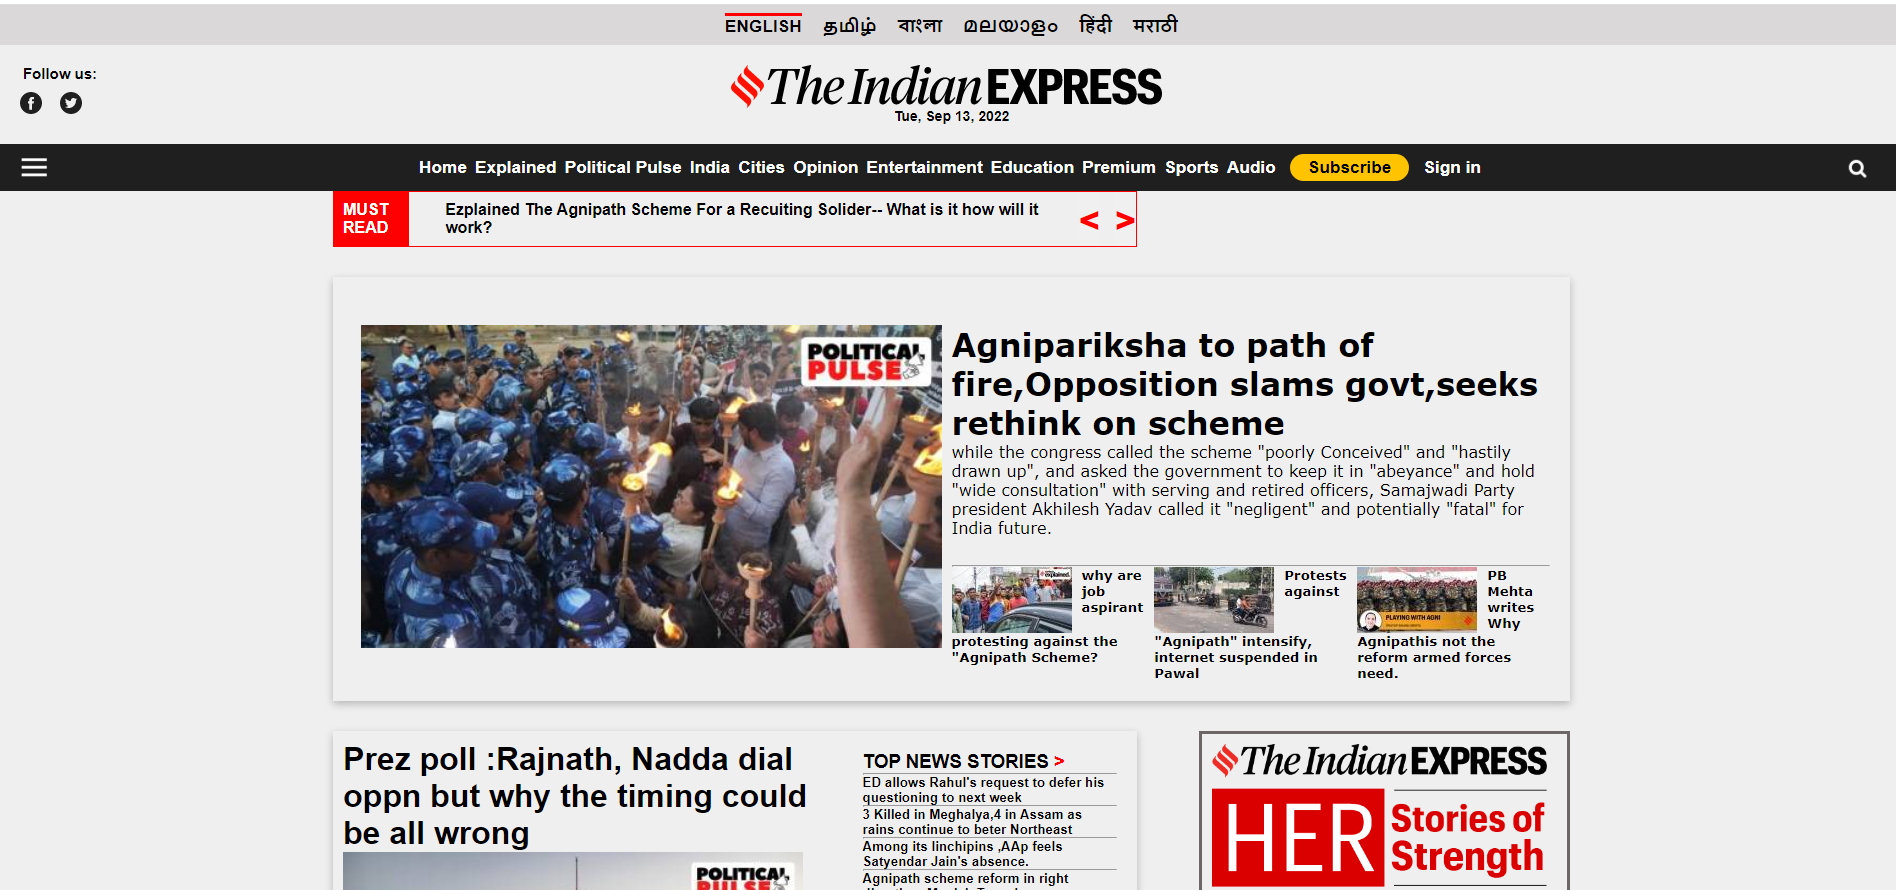 ENGLISH தமிழ் বাংলা മലയാളം हिंदी मराठी
Follow us:
The Indian EXPRESS
Tue, Sep 13, 2022
Home Explained Political Pulse India Cities Opinion Entertainment Education Premium Sports Audio Subscribe Sign in
MUST
READ
Ezplained The Agnipath Scheme For a Recuiting Solider-- What is it how will it
work?
< >
POLITICAL
PULSE
Agnipariksha to path of
fire,Opposition slams govt,seeks
rethink on scheme
while the congress called the scheme "poorly Conceived" and "hastily
drawn up", and asked the government to keep it in "abeyance" and hold
"wide consultation" with serving and retired officers, Samajwadi Party
president Akhilesh Yadav called it "negligent" and potentially "fatal" for
India future.
explained.
why are
job
aspirant
protesting against the
"Agnipath Scheme?
Protests
against
"Agnipath" intensify,
internet suspended in
Pawal
PLAYING WITH AGNI
PB
Mehta
writes
Why
Agnipathis not the
reform armed forces
need.
Prez poll :Rajnath, Nadda dial
oppn but why the timing could
be all wrong
POLITICAL
PULSE
TOP NEWS STORIES >
ED allows Rahul's request to defer his
questioning to next week
3 Killed in Meghalya,4 in Assam as
rains continue to beter Northeast
Among its linchipins ,AAp feels
Satyendar Jain's absence.
Agnipath scheme reform in right
The Indian EXPRESS
HER
Stories of
Strength